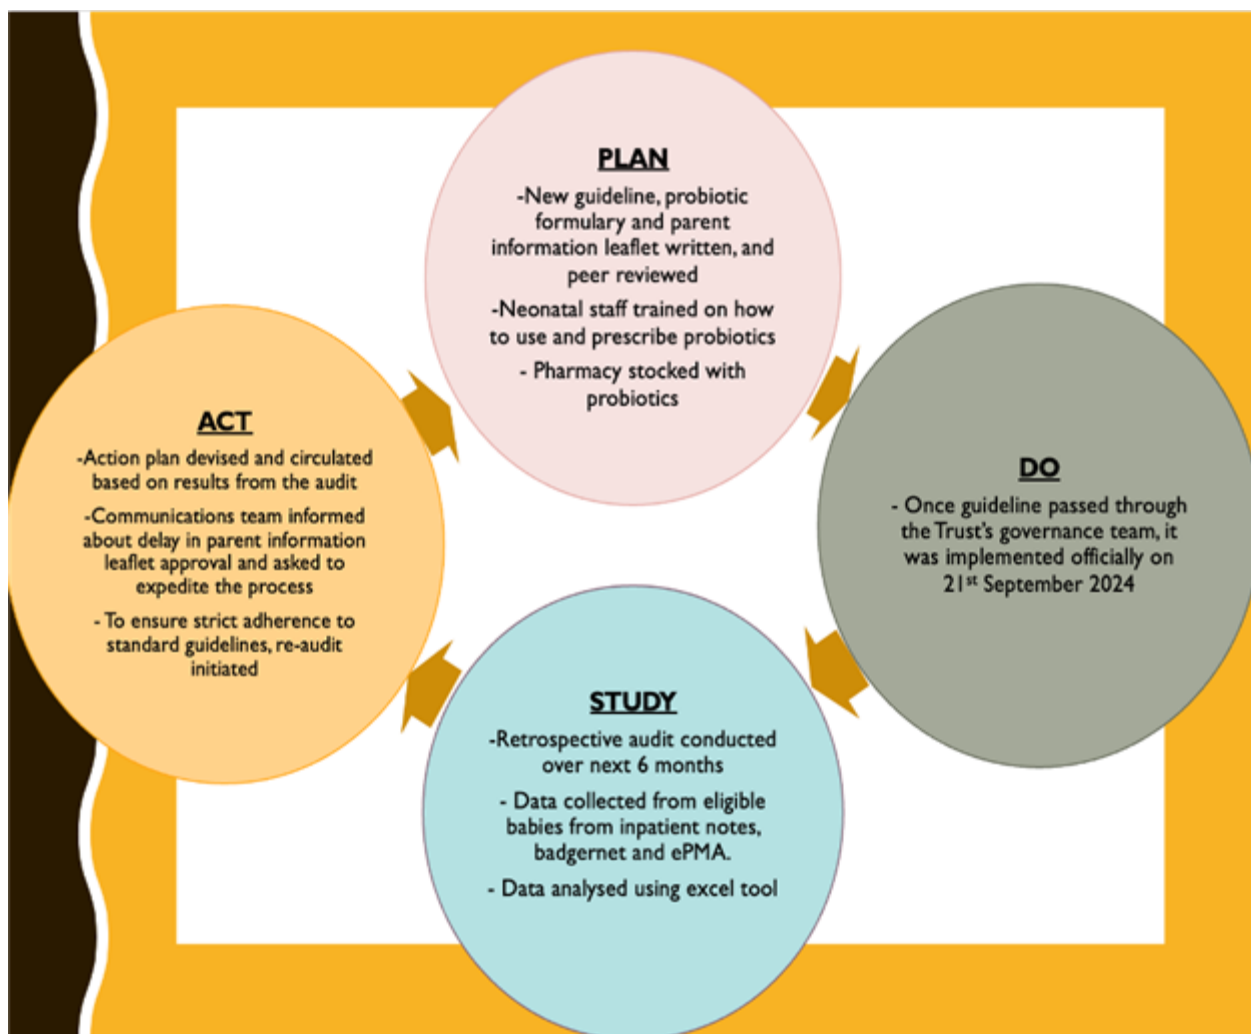 PLAN
-New guideline, probiotic
formulary and parent
information leaflet written, and
peer reviewed
-Neonatal staff trained on how
to use and prescribe probiotics
- Pharmacy stocked with
probiotics
DO
- Once guideline passed through
the Trust's governance team, it
was implemented officially on
21st September 2024
STUDY
-Retrospective audit conducted
over next 6 months
- Data collected from eligible
babies from inpatient notes,
badgernet and ePMA.
- Data analysed using excel tool
ACT
-Action plan devised and circulated
based on results from the audit
-Communications team informed
about delay in parent information
leaflet approval and asked to
expedite the process
- To ensure strict adherence to
standard guidelines, re-audit
initiated